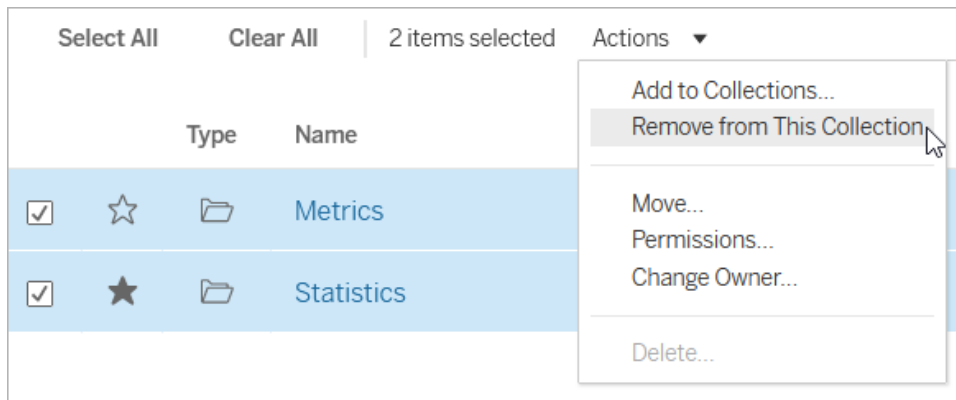 Select All Clear All 2 items selected Actions
Add to Collections...
Remove from This Collection
Type Name
Metrics
Move...
Permissions...
Change Owner...
Statistics
Delete...